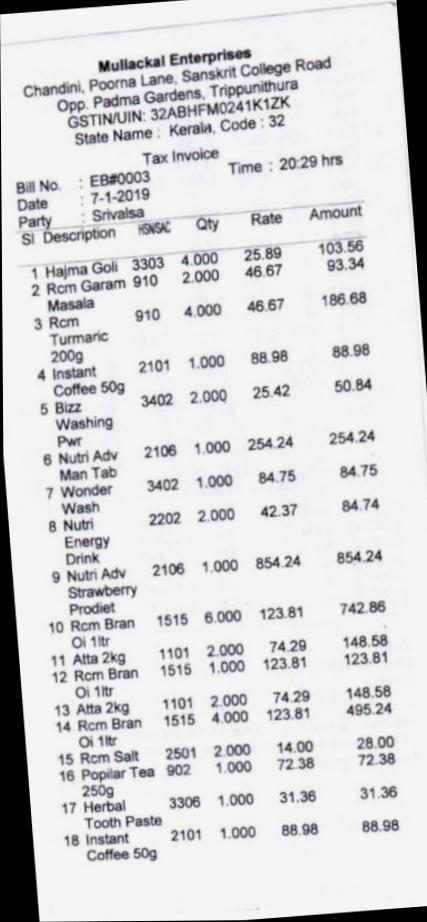 Mullackal Enterprises
Chandini, Poorna Lane, Sanskrit College Road
Opp. Padma Gardens, Trippunithura
GSTIN/UIN: 32ABHFM0241K1ZK
State Name : Kerala, Code : 32
Tax Invoice
Bill No. : EB#0003 Time : 20:29 hrs
Date : 7-1-2019
Party : Srivalsa
Sl Description HSN/SAC Qty Rate Amount
1 Hajma Goli 3303 4.000 25.89 103.56
2 Rcm Garam 910 2.000 46.67 93.34
Masala
3 Rcm 910 4.000 46.67 186.68
Turmaric
200g
4 Instant 2101 1.000 88.98 88.98
Coffee 50g
5 Bizz 3402 2.000 25.42 50.84
Washing
Pwr
6 Nutri Adv 2106 1.000 254.24 254.24
Man Tab
7 Wonder 3402 1.000 84.75 84.75
Wash
8 Nutri 2202 2.000 42.37 84.74
Energy
Drink
9 Nutri Adv 2106 1.000 854.24 854.24
Strawberry
Prodiet
10 Rcm Bran 1515 6.000 123.81 742.86
Oi 1ltr
11 Atta 2kg 1101 2.000 74.29 148.58
12 Rcm Bran 1515 1.000 123.81 123.81
Oi 1ltr
13 Atta 2kg 1101 2.000 74.29 148.58
14 Rcm Bran 1515 4.000 123.81 495.24
Oi 1ltr
15 Rcm Salt 2501 2.000 14.00 28.00
16 Popilar Tea 902 1.000 72.38 72.38
250g
17 Herbal 3306 1.000 31.36 31.36
Tooth Paste
18 Instant 2101 1.000 88.98 88.98
Coffee 50g